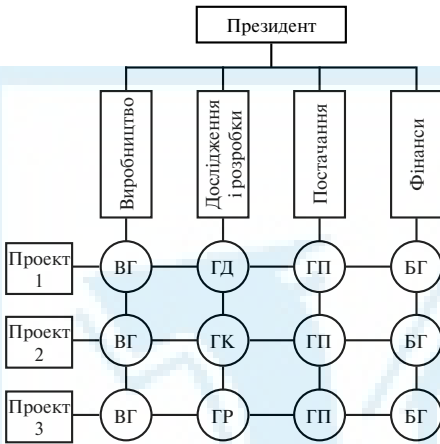 Президент
Виробництво
Дослідження
і розробки
Постачання
Фінанси
Проект
1
ВГ
ГД
ГП
БГ
Проект
2
ВГ
ГК
ГП
БГ
Проект
3
ВГ
ГР
ГП
БГ